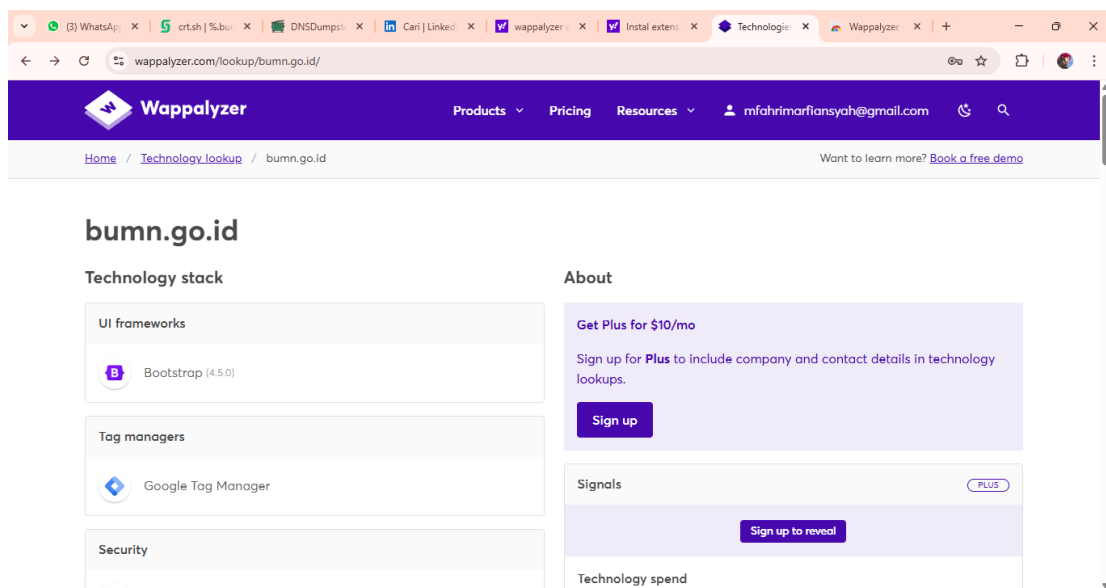 (3) WhatsAp
crt.sh | %.bur
DNSDumpst
Cari | Linked
wappalyzer
Instal extens
Technologie
Wappalyzer
wappalyzer.com/lookup/bumn.go.id/
Wappalyzer
Products
Pricing
Resources
mfahrimarfiansyah@gmail.com
Home / Technology lookup / bumn.go.id
Want to learn more? Book a free demo
bumn.go.id
Technology stack
UI frameworks
B
Bootstrap (4.5.0)
Tag managers
Google Tag Manager
Security
About
Get Plus for $10/mo
Sign up for Plus to include company and contact details in technology
lookups.
Sign up
Signals
PLUS
Sign up to reveal
Technology spend